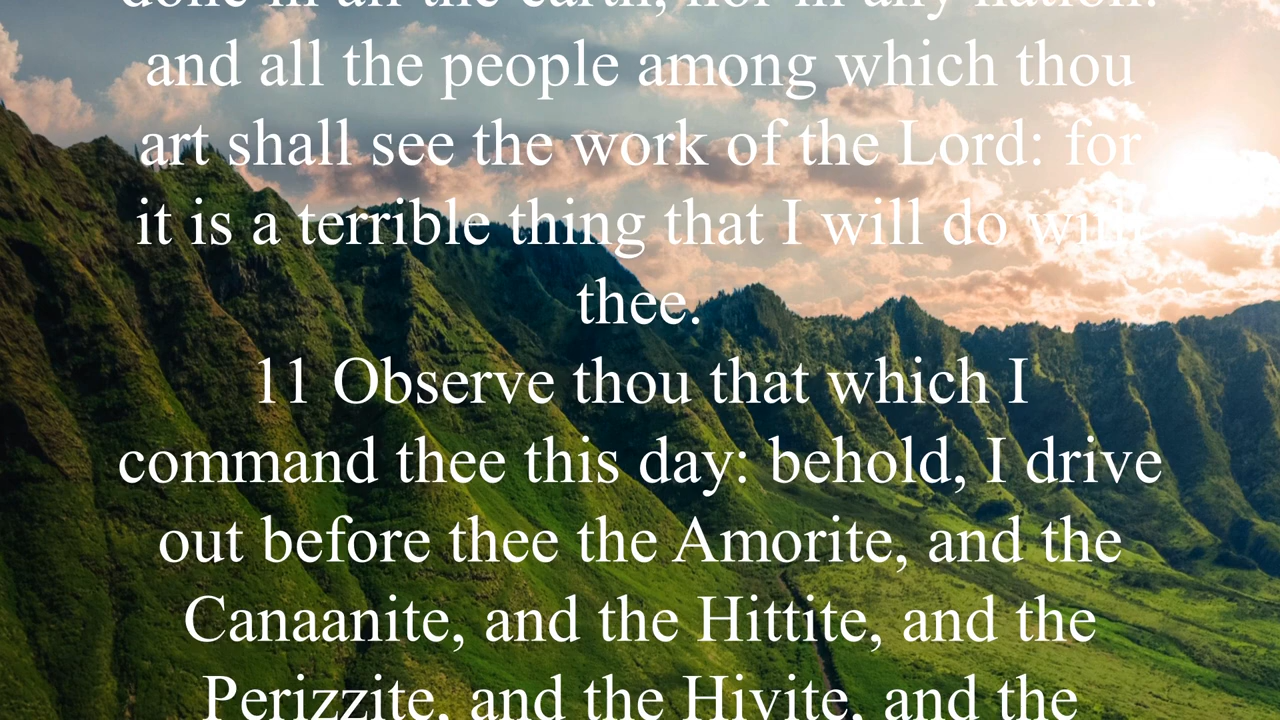 done in all the earth, nor in any nation:
and all the people among which thou
art shall see the work of the Lord: for
it is a terrible thing that I will do with
thee.
11 Observe thou that which I
command thee this day: behold, I drive
out before thee the Amorite, and the
Canaanite, and the Hittite, and the
Perizzite, and the Hivite, and the